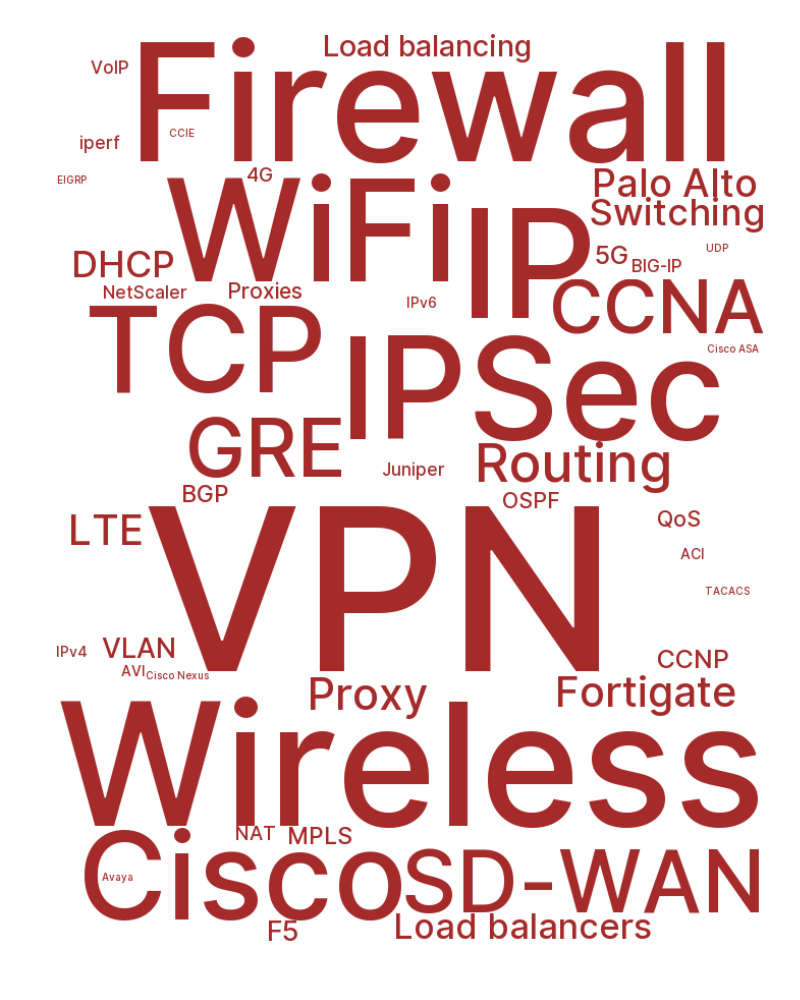 Load balancing
VoIP
Firewall
CCIE
iperf
4G
EIGRP
WiFi
Palo Alto
Switching
IP
UDP
5G
BIG-IP
DHCP
NetScaler
Proxies
IPv6
CCNA
TCP
Cisco ASA
IPSec
GRE
Juniper
Routing
BGP
OSPF
LTE
VPN
QoS
ACI
TACACS
IPv4
VLAN
AVI
Cisco Nexus
CCNP
Proxy
Fortigate
Wireless
NAT
MPLS
Cisco
Avaya
SD-WAN
F5
Load balancers